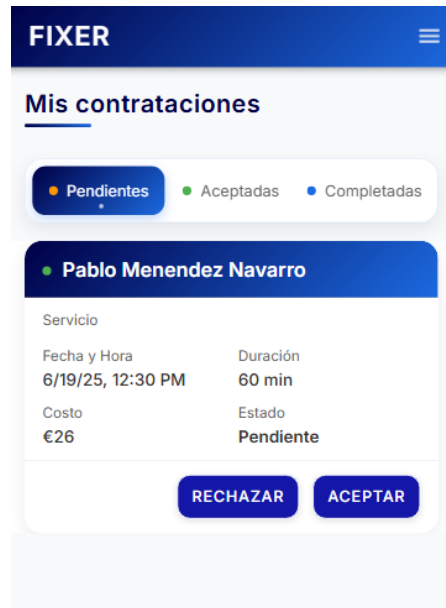 FIXER
Mis contrataciones
Pendientes Aceptadas Completadas
Pablo Menendez Navarro
Servicio
Fecha y Hora Duración
6/19/25, 12:30 PM 60 min
Costo Estado
€26 Pendiente
RECHAZAR ACEPTAR